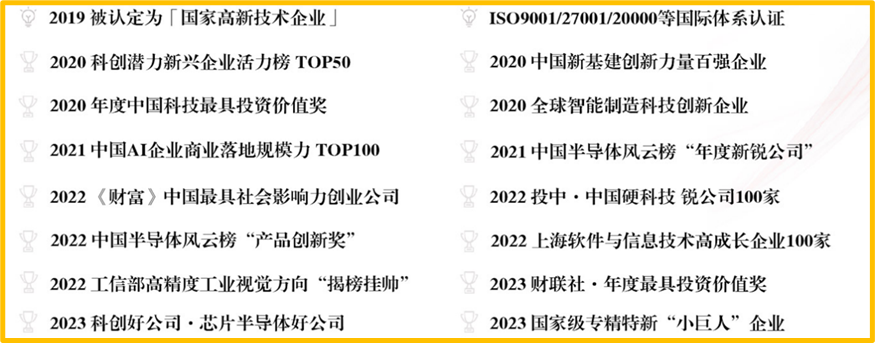 2019 被认定为「国家高新技术企业」
ISO9001/27001/20000等国际体系认证
2020 科创潜力新兴企业活力榜 TOP50
2020 中国新基建创新力量百强企业
2020 年度中国科技最具投资价值奖
2020 全球智能制造科技创新企业
2021 中国AI企业商业落地规模力 TOP100
2021 中国半导体风云榜“年度新锐公司”
2022 《财富》中国最具社会影响力创业公司
2022 投中·中国硬科技 锐公司100家
2022 中国半导体风云榜“产品创新奖”
2022 上海软件与信息技术高成长企业100家
2022 工信部高精度工业视觉方向“揭榜挂帅”
2023 财联社·年度最具投资价值奖
2023 科创好公司·芯片半导体好公司
2023 国家级专精特新“小巨人”企业